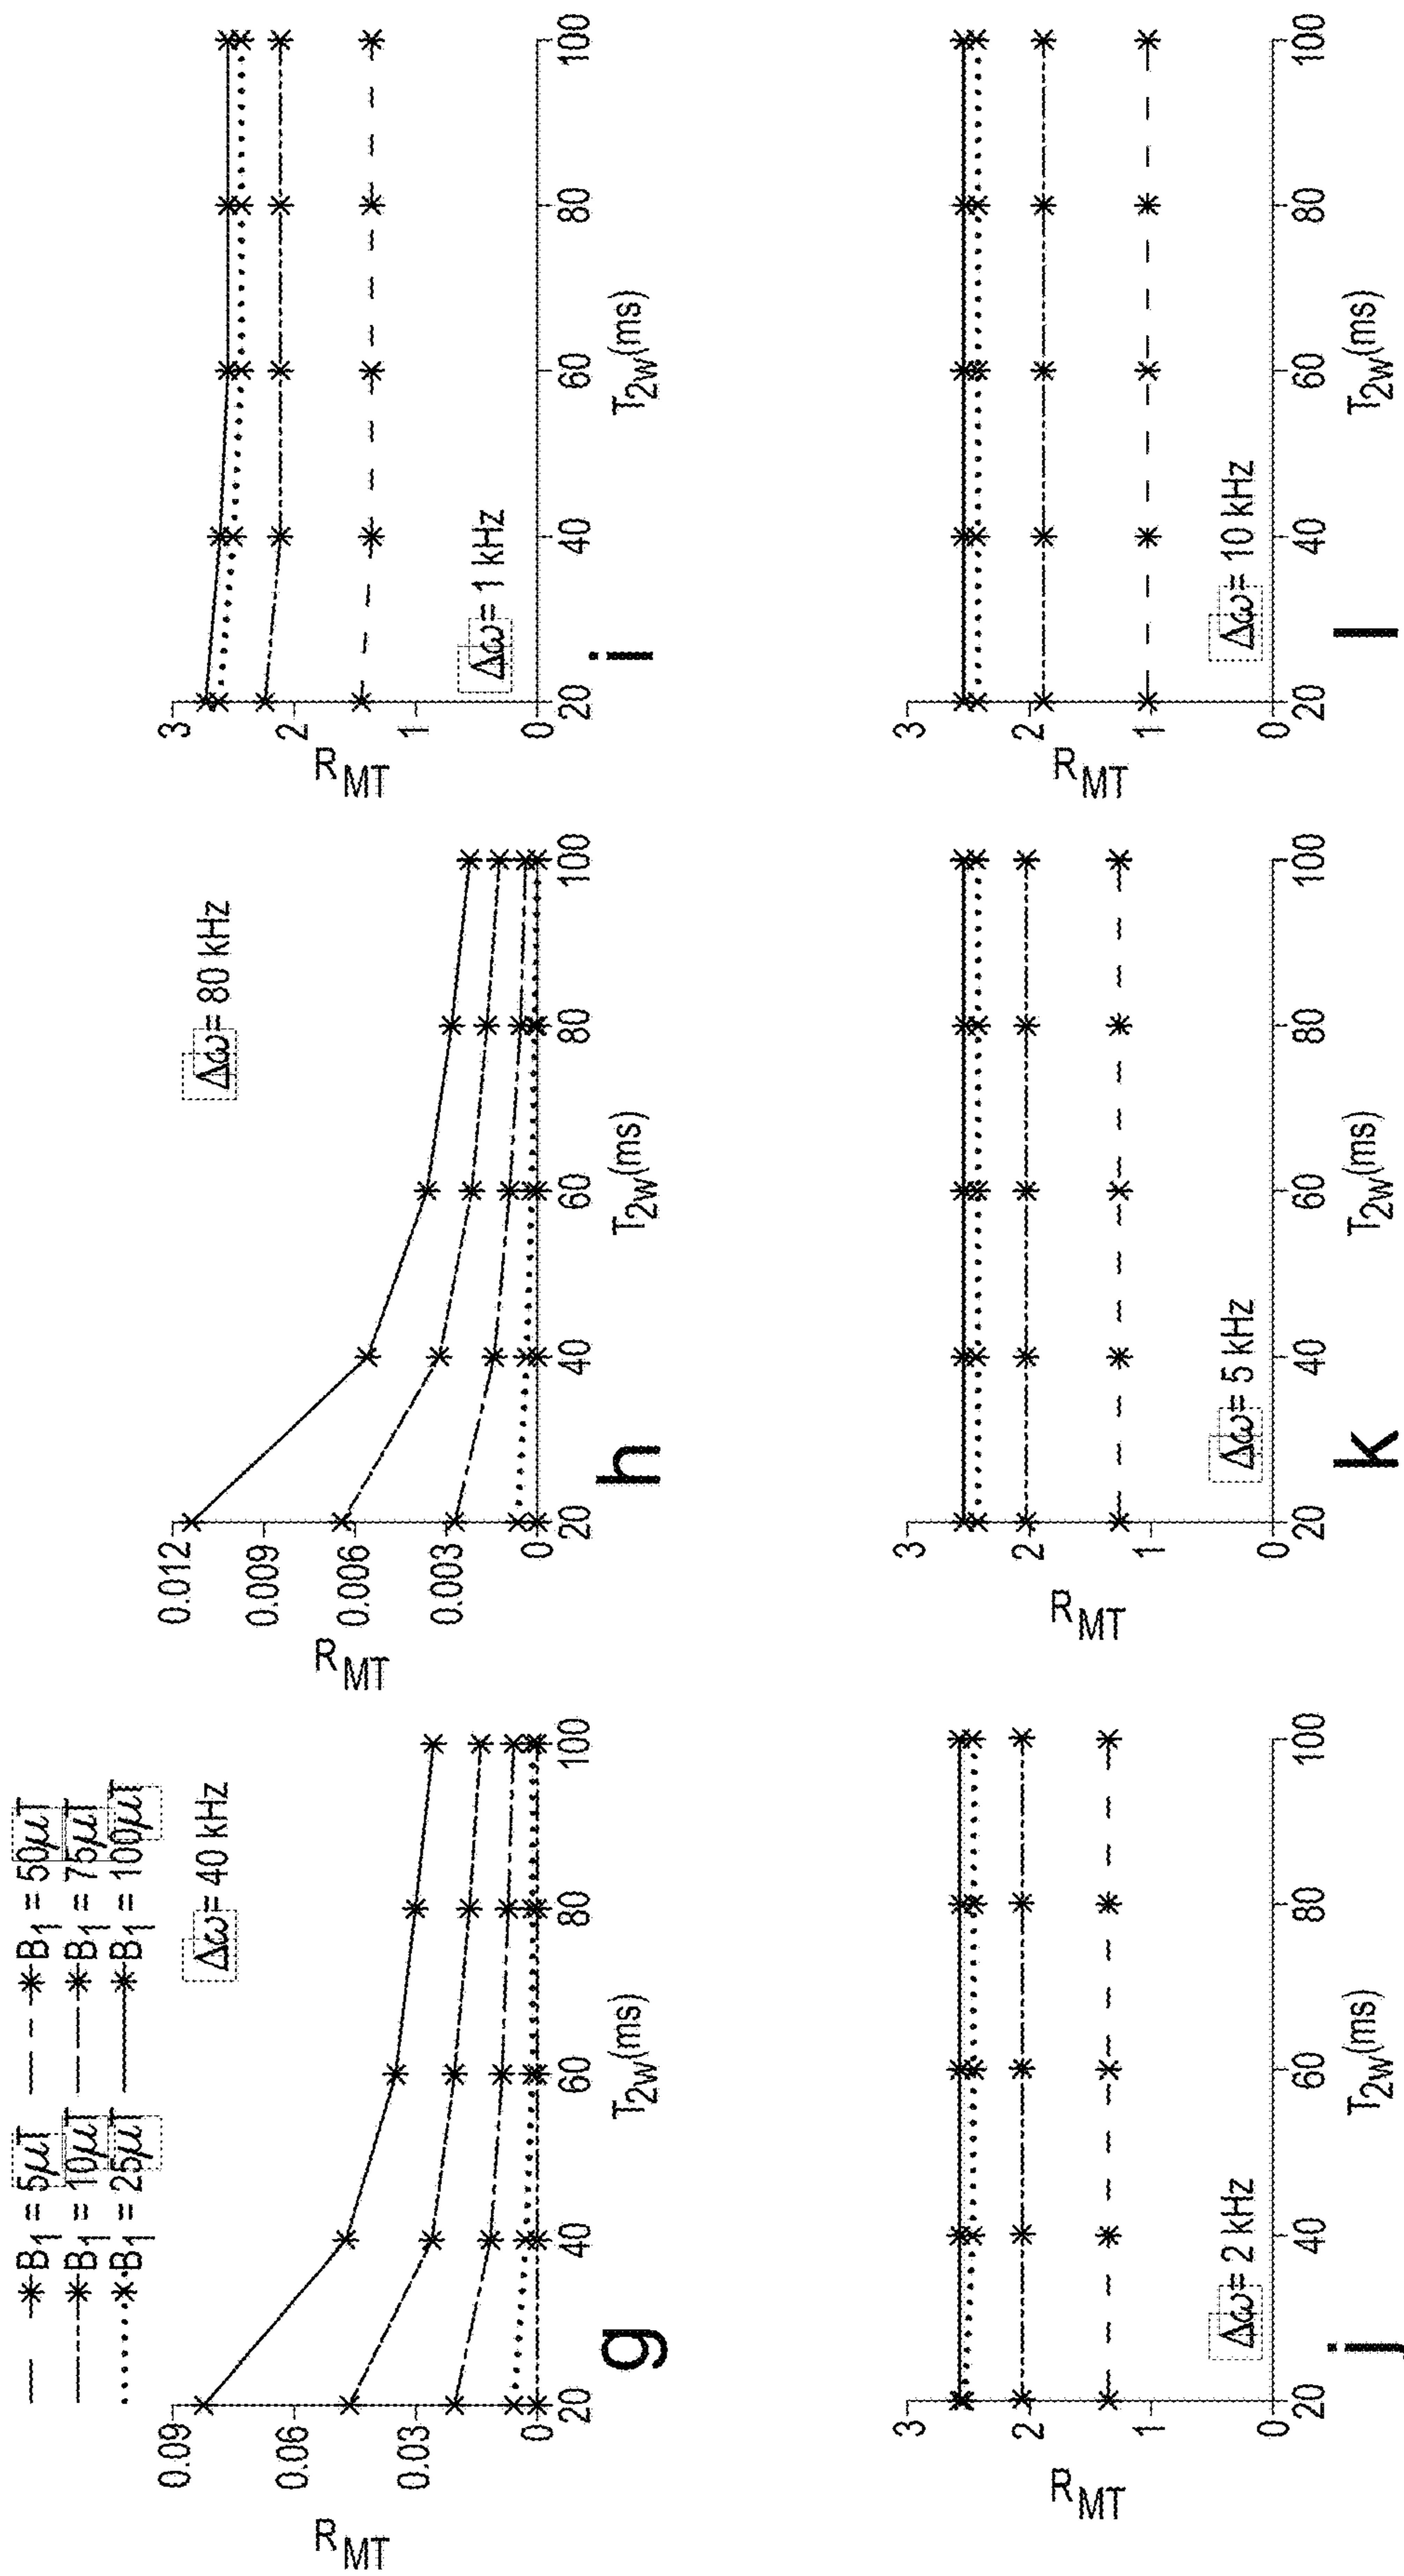 B1 = 5μT
B1 = 50μT
B1 = 10μT
B1 = 75μT
B1 = 25μT
B1 = 100μT
Δω= 40 kHz
RMT
0.09
0.06
0.03
0
20
40
60
80
100
T2W(ms)
g
Δω= 80 kHz
RMT
0.012
0.009
0.006
0.003
0
20
40
60
80
100
T2W(ms)
h
RMT
3
2
1
0
Δω= 1 kHz
20
40
60
80
100
T2W(ms)
i
RMT
3
2
1
0
Δω= 2 kHz
20
40
60
80
100
T2W(ms)
j
RMT
3
2
1
0
Δω= 5 kHz
20
40
60
80
100
T2W(ms)
k
RMT
3
2
1
0
Δω= 10 kHz
20
40
60
80
100
T2W(ms)
l